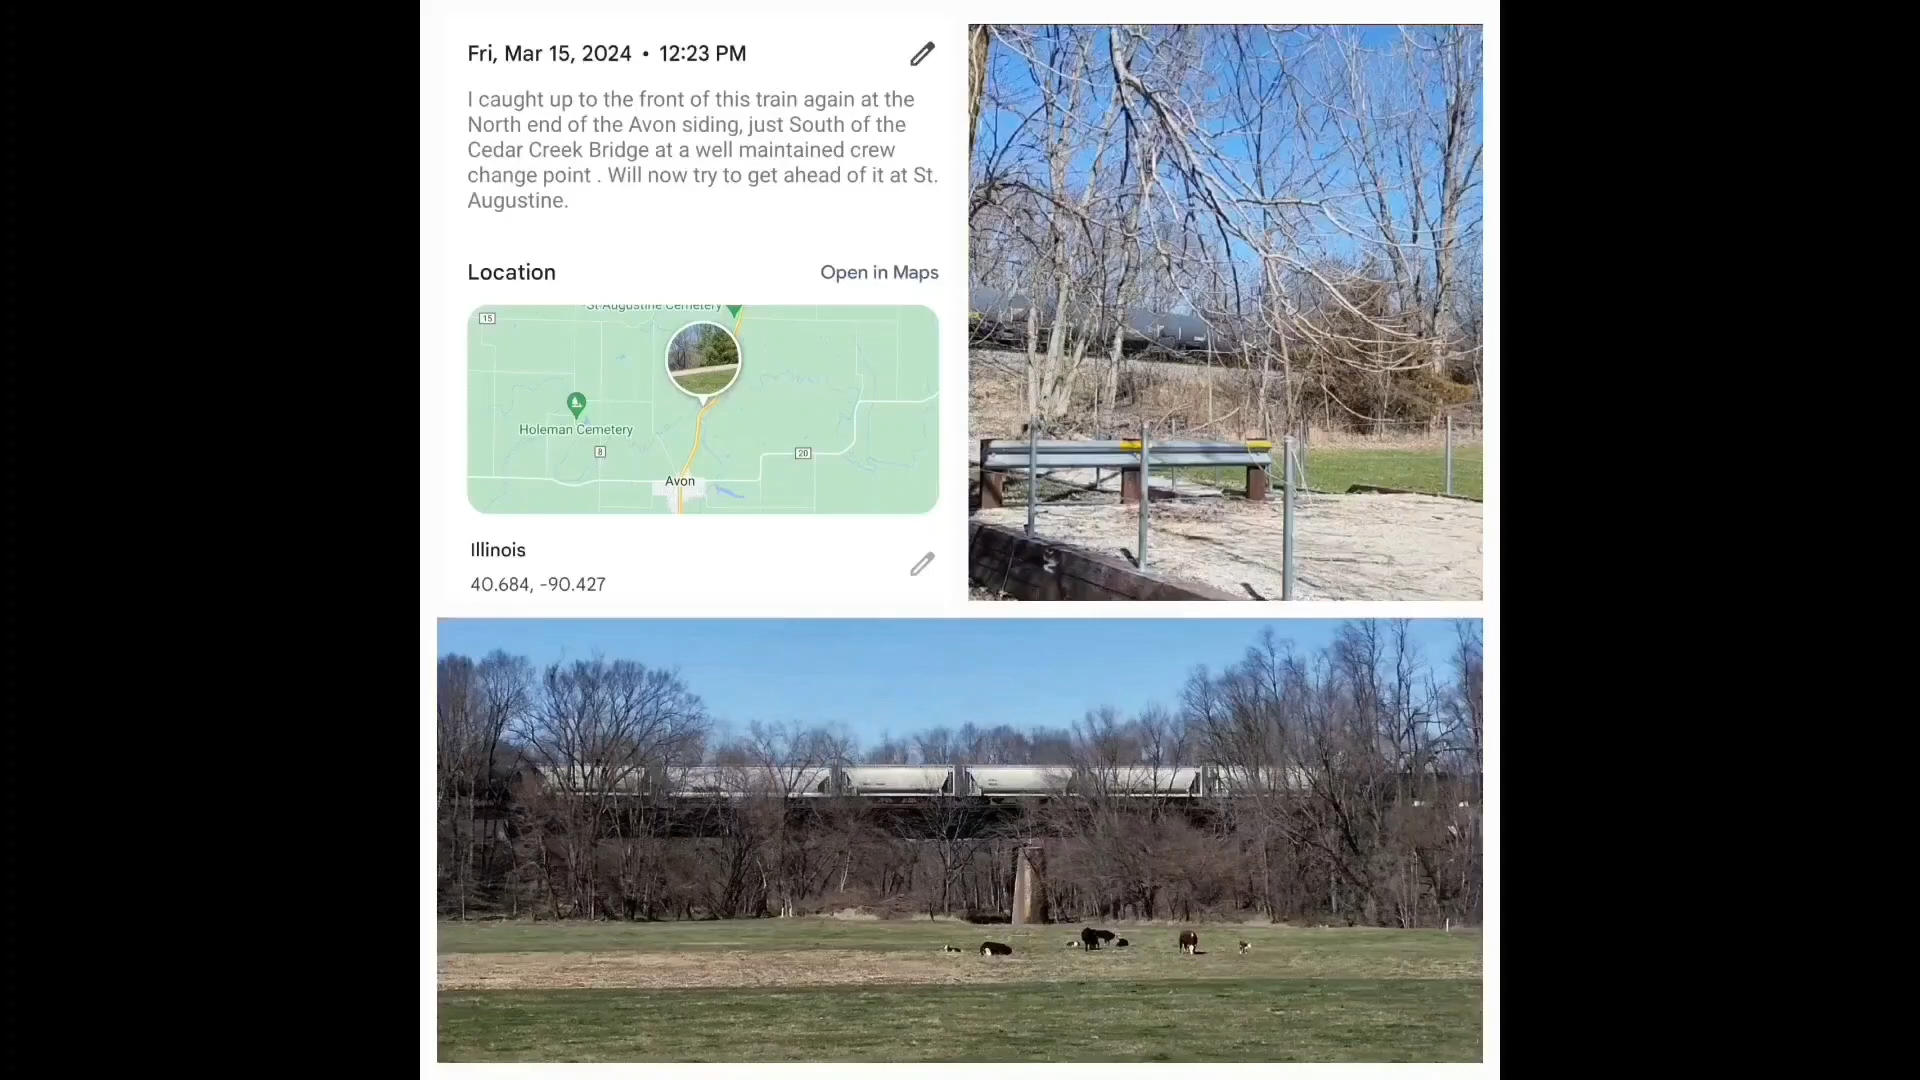 Fri, Mar 15, 2024 • 12:23 PM
I caught up to the front of this train again at the
North end of the Avon siding, just South of the
Cedar Creek Bridge at a well maintained crew
change point . Will now try to get ahead of it at St.
Augustine.
Location
Open in Maps
St Augustine Cemetery
15
Holeman Cemetery
8
20
Avon
Illinois
40.684, -90.427